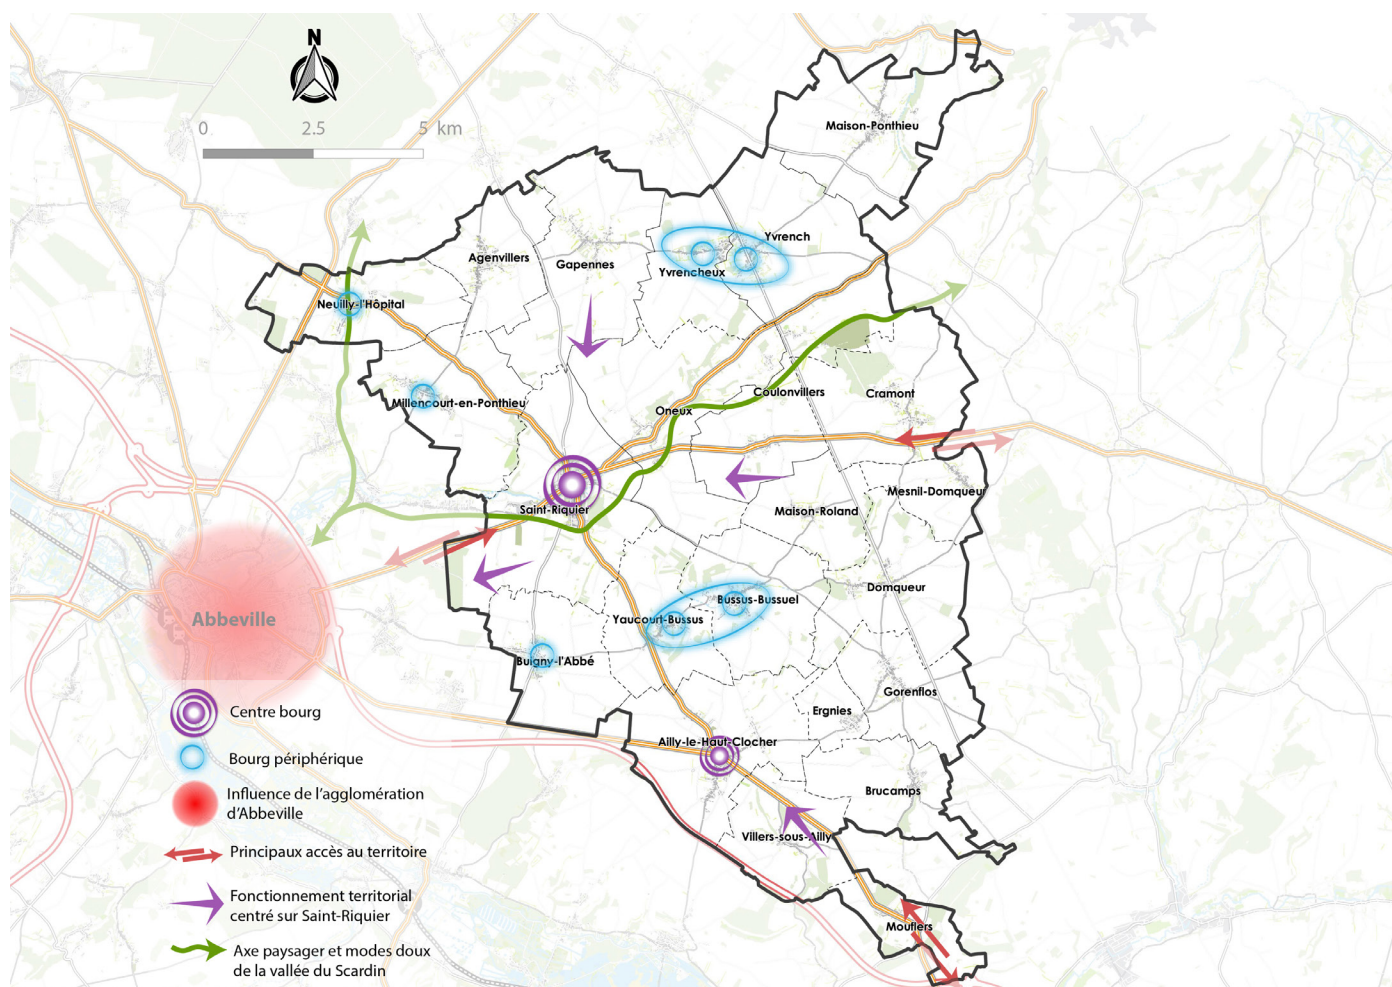 N
0 2.5 5 km
Maison-Ponthieu
Yvrench
Agenvillers
Gapennes
Yvrencheux
Neuilly-l'Hôpital
Coulonvillers
Cramont
Millencourt-en-Ponthieu
Oneux
Mesnil-Domqueur
Saint-Riquier
Maison-Roland
Domqueur
Bussus-Bussuel
Yaucourt-Bussus
Abbeville
Buigny-l'Abbé
Gorenflos
Ergnies
Ailly-le-Haut-Clocher
Brucamps
Villers-sous-Ailly
Mouflers
Centre bourg
Bourg périphérique
Influence de l'agglomération
d'Abbeville
Principaux accès au territoire
Fonctionnement territorial
centré sur Saint-Riquier
Axe paysager et modes doux
de la vallée du Scardin